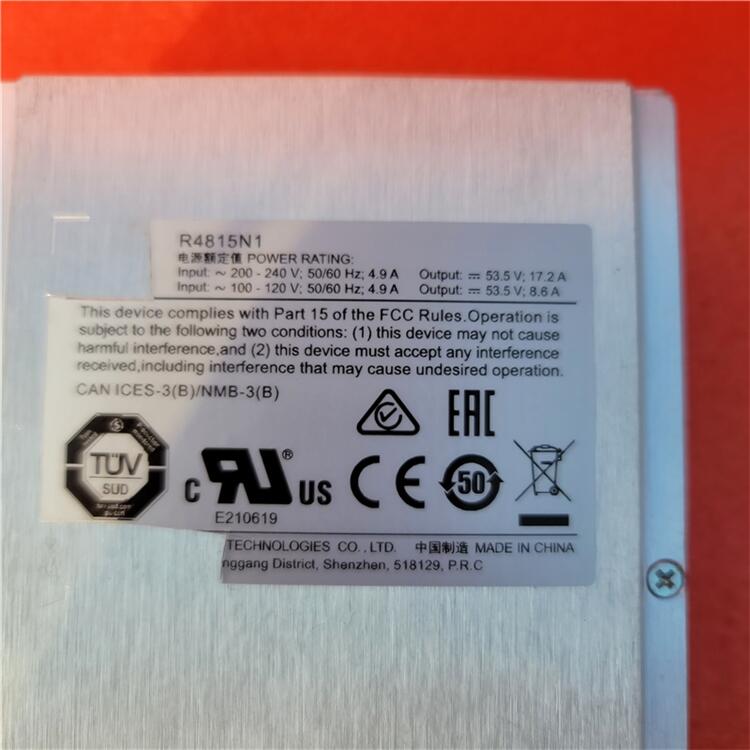 R4815N1
电源额定值 POWER RATING:
Input: ~ 200 - 240 V; 50/60 Hz; 4.9 A Output: ⎓ 53.5 V; 17.2 A
Input: ~ 100 - 120 V; 50/60 Hz; 4.9 A Output: ⎓ 53.5 V; 8.6 A
This device complies with Part 15 of the FCC Rules.Operation is
subject to the following two conditions: (1) this device may not cause
harmful interference,and (2) this device must accept any interference
received,including interference that may cause undesired operation.
CAN ICES-3(B)/NMB-3(B)
EAC
TÜV
SUD
c RU ® US
CE
50
E210619
TECHNOLOGIES CO.,LTD. 中国制造 MADE IN CHINA
nggang District, Shenzhen, 518129, P.R.C